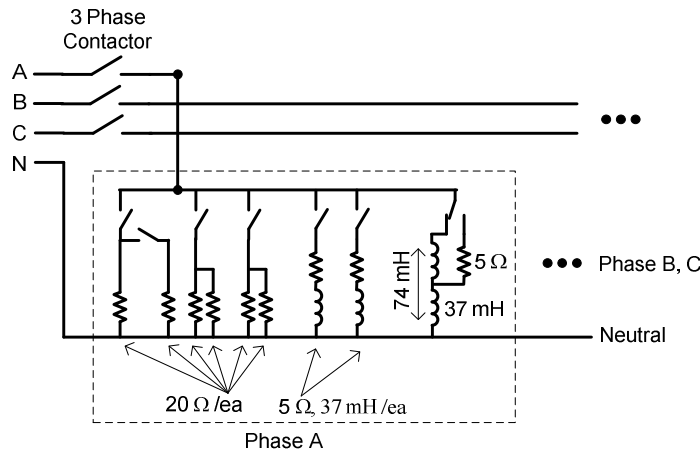 3 Phase
Contactor
A
B
C
N
74 mH
5 Ω
37 mH
Phase B, C
Neutral
20 Ω /ea
5 Ω, 37 mH /ea
Phase A